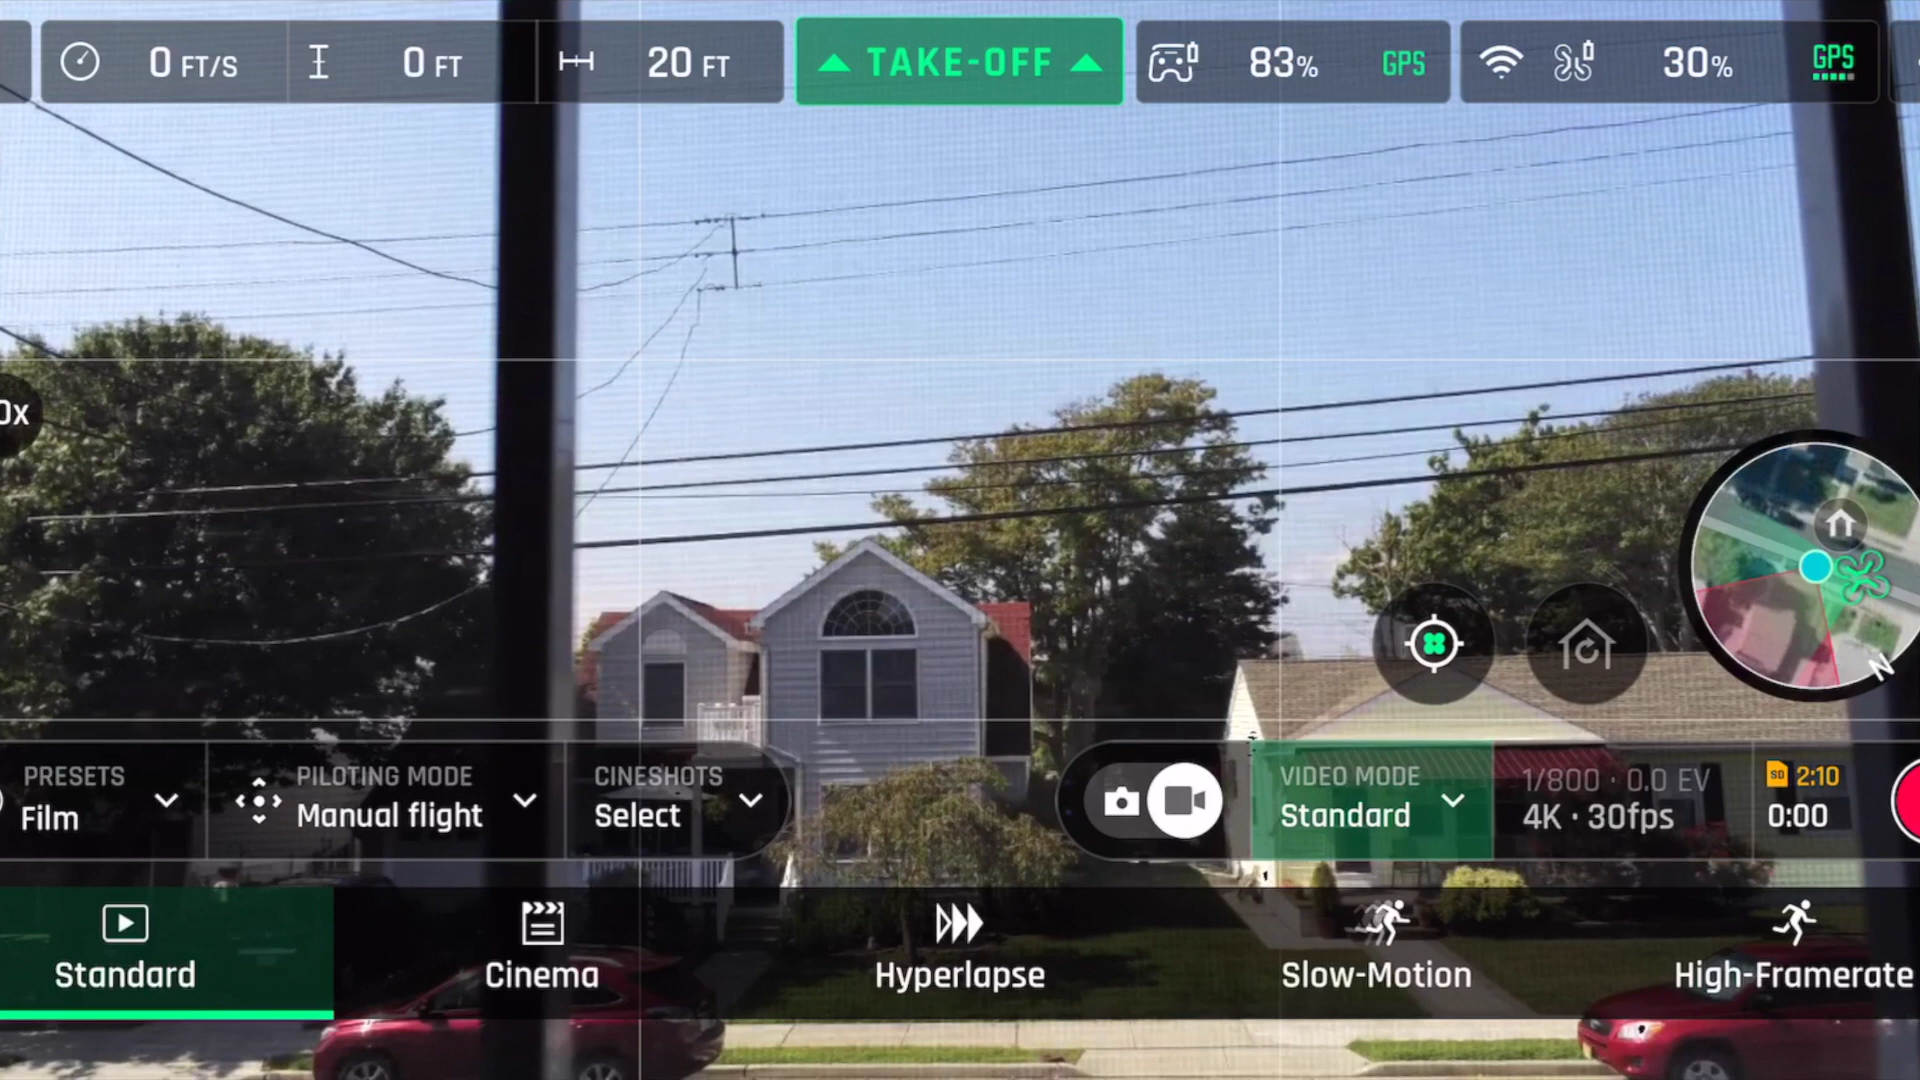 0 FT/S
0 FT
20 FT
TAKE-OFF
83%
GPS
30%
GPS
0x
N
PRESETS
Film
PILOTING MODE
Manual flight
CINESHOTS
Select
VIDEO MODE
Standard
1/800 · 0.0 EV
4K · 30fps
SD 2:10
0:00
Standard
Cinema
Hyperlapse
Slow-Motion
High-Framerate